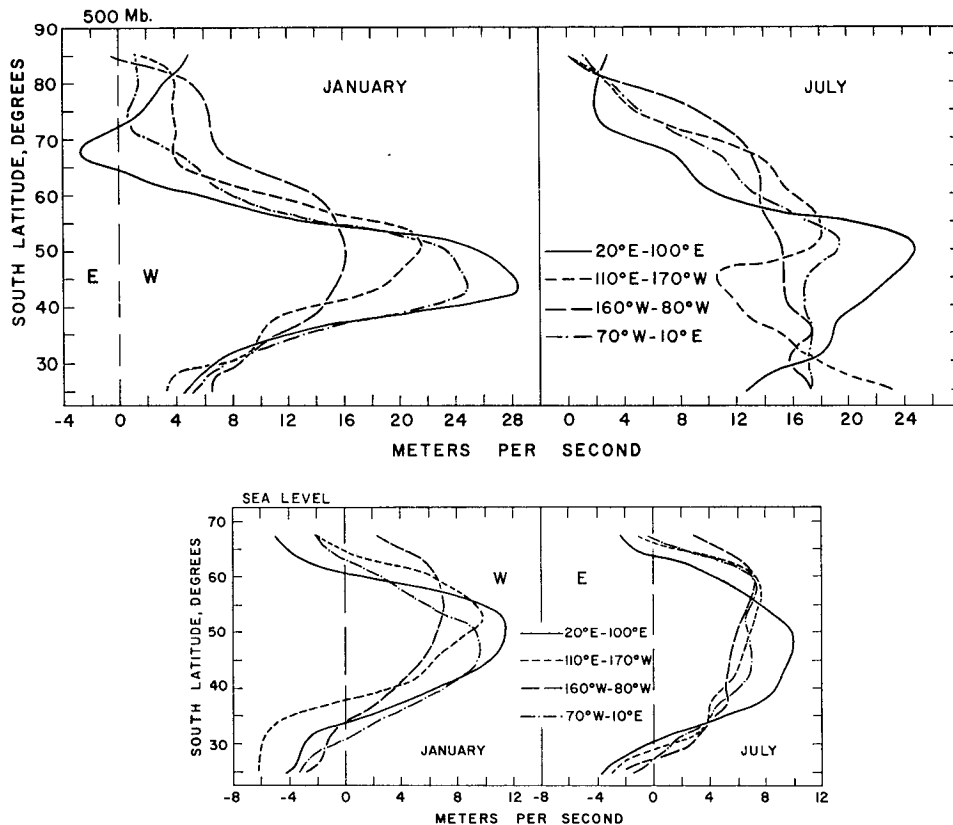 500 Mb.
90
80
70
60
50
40
30
SOUTH LATITUDE, DEGREES
JANUARY
JULY
E W
20°E-100°E
110°E-170°W
160°W-80°W
70°W-10°E
-4 0 4 8 12 16 20 24 28 0 4 8 12 16 20 24
METERS PER SECOND
SEA LEVEL
70
60
50
40
30
SOUTH LATITUDE, DEGREES
W E
20°E-100°E
110°E-170°W
160°W-80°W
70°W-10°E
JANUARY
JULY
-8 -4 0 4 8 12 -8 -4 0 4 8 12
METERS PER SECOND